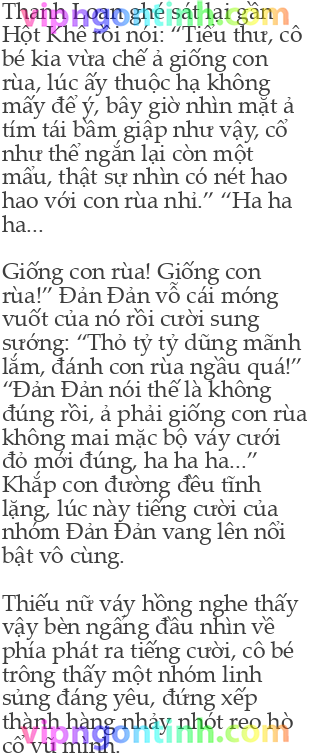 Thanh Loan ghé sát lại gần
vipngontinh.com
Hột Khê rồi nói: “Tiểu thư, cô
bé kia vừa chế ả giống con
rùa, lúc ấy thuộc hạ không
mấy để ý, bây giờ nhìn mặt ả
tím tái bầm giập như vậy, cổ
như thể ngắn lại còn một
mẩu, thật sự nhìn có nét hao
hao với con rùa nhỉ.” “Ha ha
ha...
Giống con rùa! Giống con
rùa!” Đản Đản vỗ cái móng
vuốt của nó rồi cười sung
sướng: “Thỏ tỷ tỷ dũng mãnh
lắm, đánh con rùa ngầu quá!”
“Đản Đản nói thế là không
đúng rồi, ả phải giống con rùa
không mai mặc bộ váy cưới
đỏ mới đúng, ha ha ha...”
Khắp con đường đều tĩnh
lặng, lúc này tiếng cười của
nhóm Đản Đản vang lên nổi
bật vô cùng.
Thiếu nữ váy hồng nghe thấy
vậy bèn ngẩng đầu nhìn về
phía phát ra tiếng cười, cô bé
trông thấy một nhóm linh
sủng đáng yêu, đứng xếp
thành hàng nhảy nhót reo hò
vipngontinh.com
cổ vũ mình.